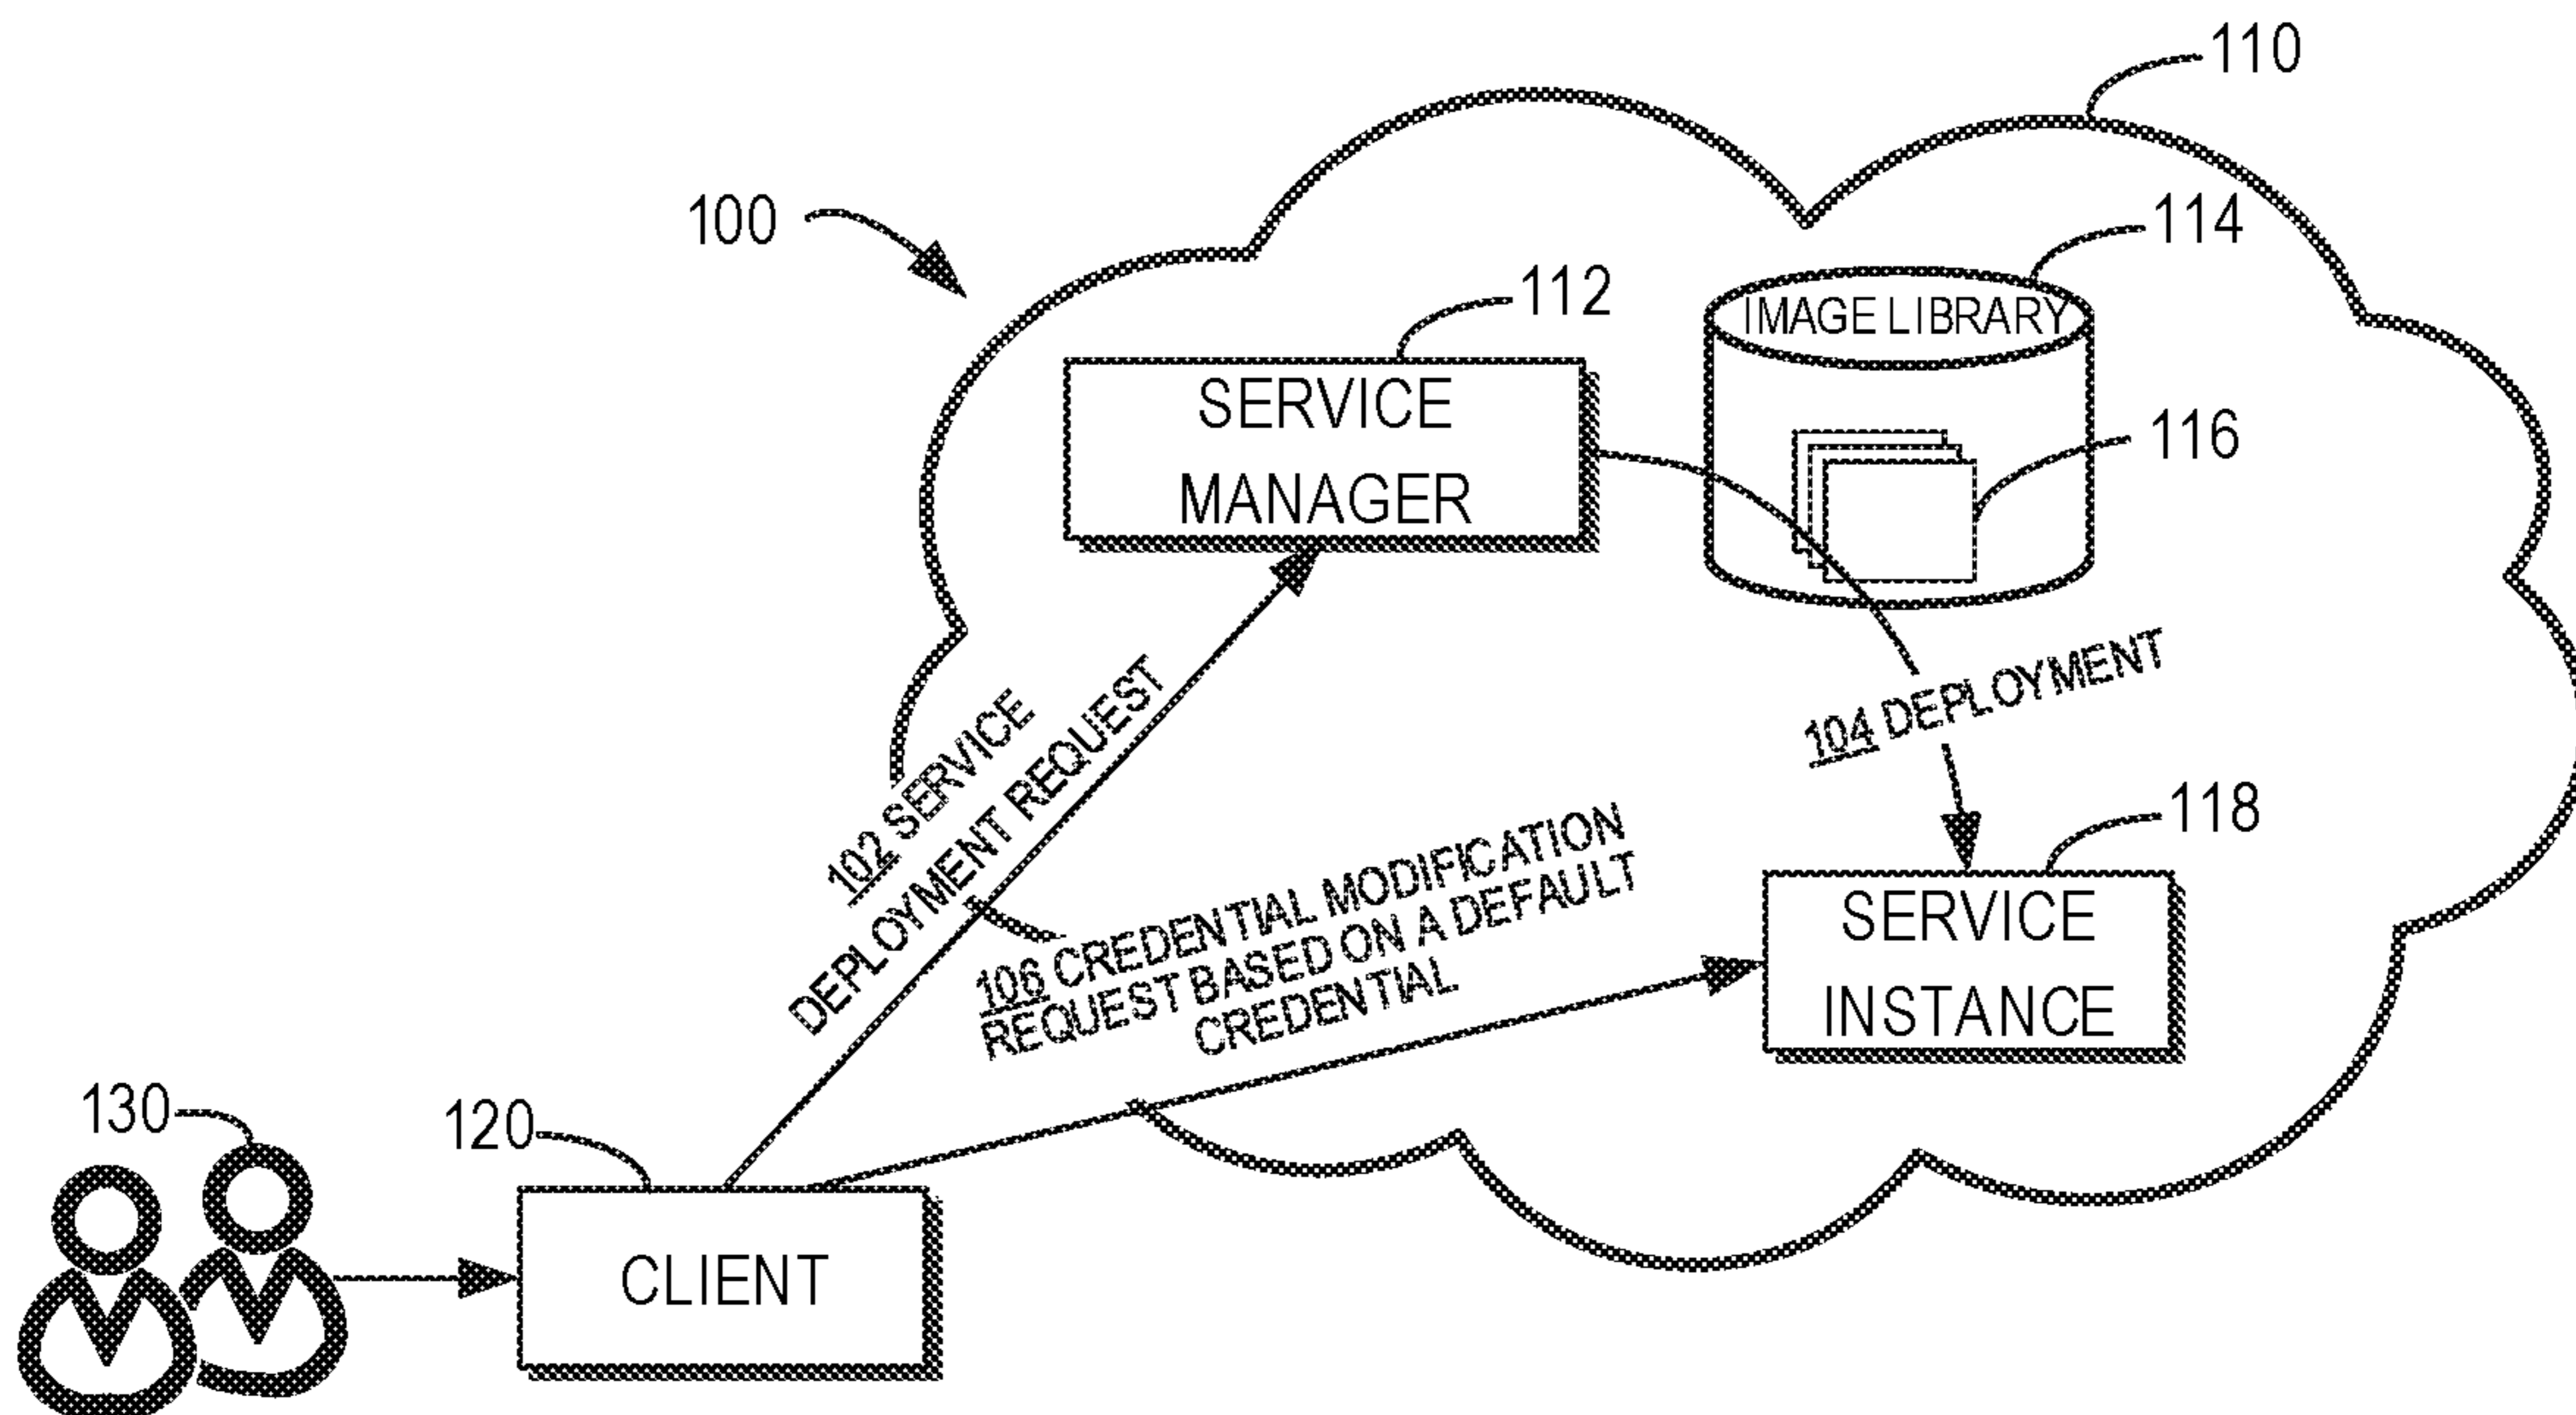 110
100
114
112
IMAGE LIBRARY
SERVICE
MANAGER
116
102 SERVICE
DEPLOYMENT REQUEST
104 DEPLOYMENT
106 CREDENTIAL MODIFICATION
REQUEST BASED ON A DEFAULT
CREDENTIAL
118
SERVICE
INSTANCE
130
120
CLIENT